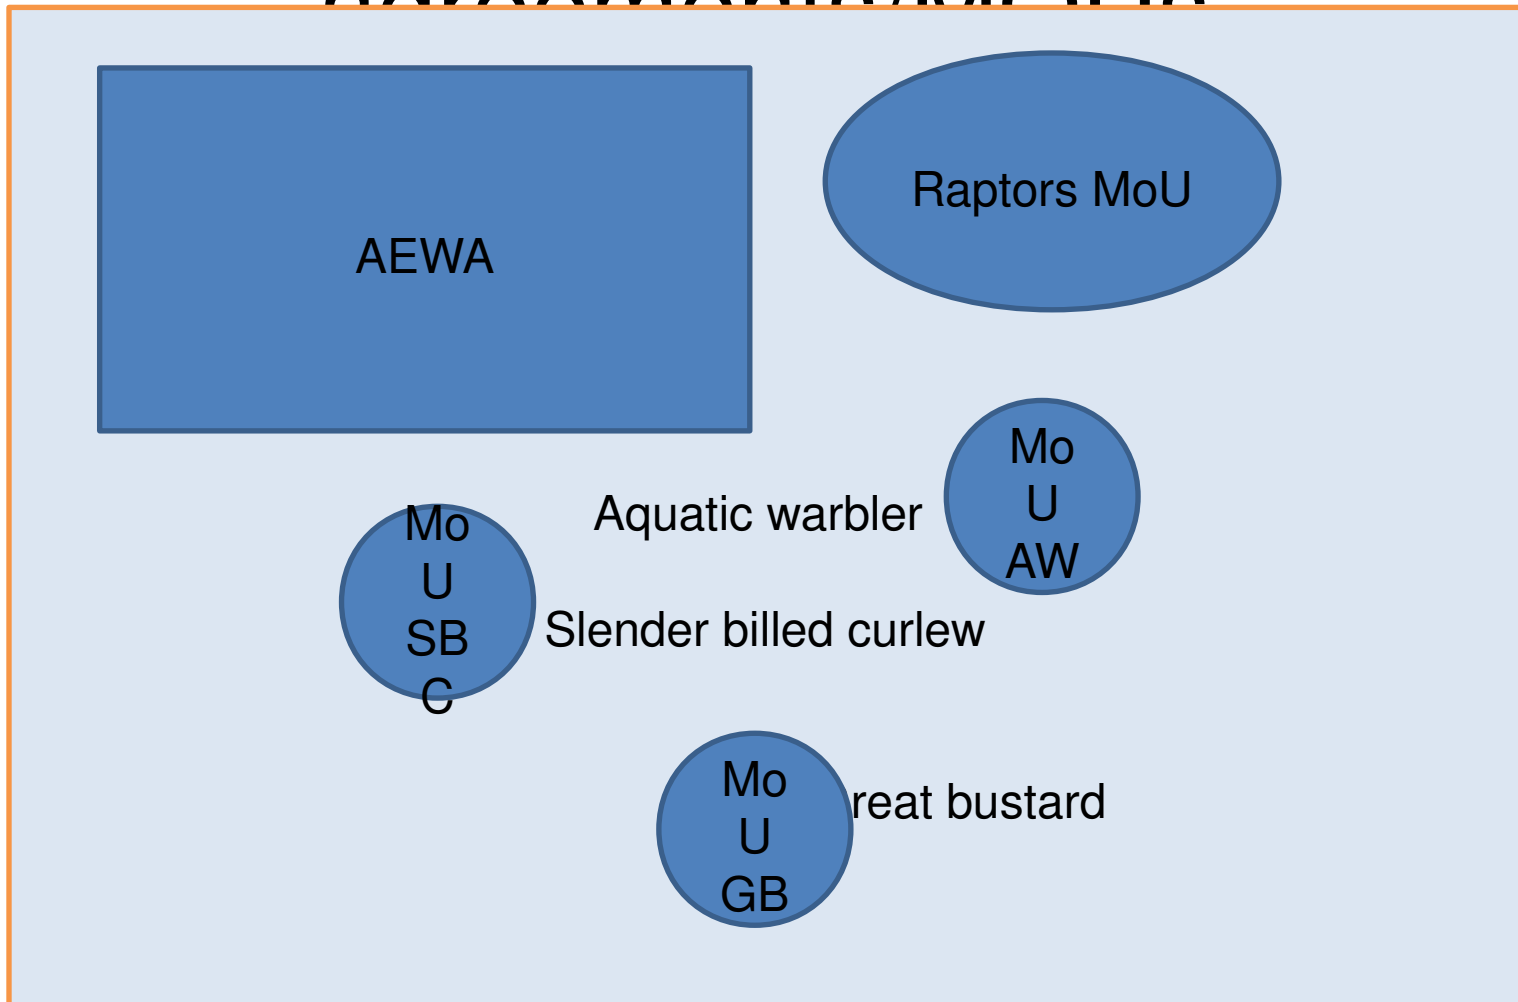 Raptors MoU
AEWA
Mo
U
AW
Aquatic warbler
Mo
U
SB
C
Slender billed curlew
Mo
U
GB
reat bustard